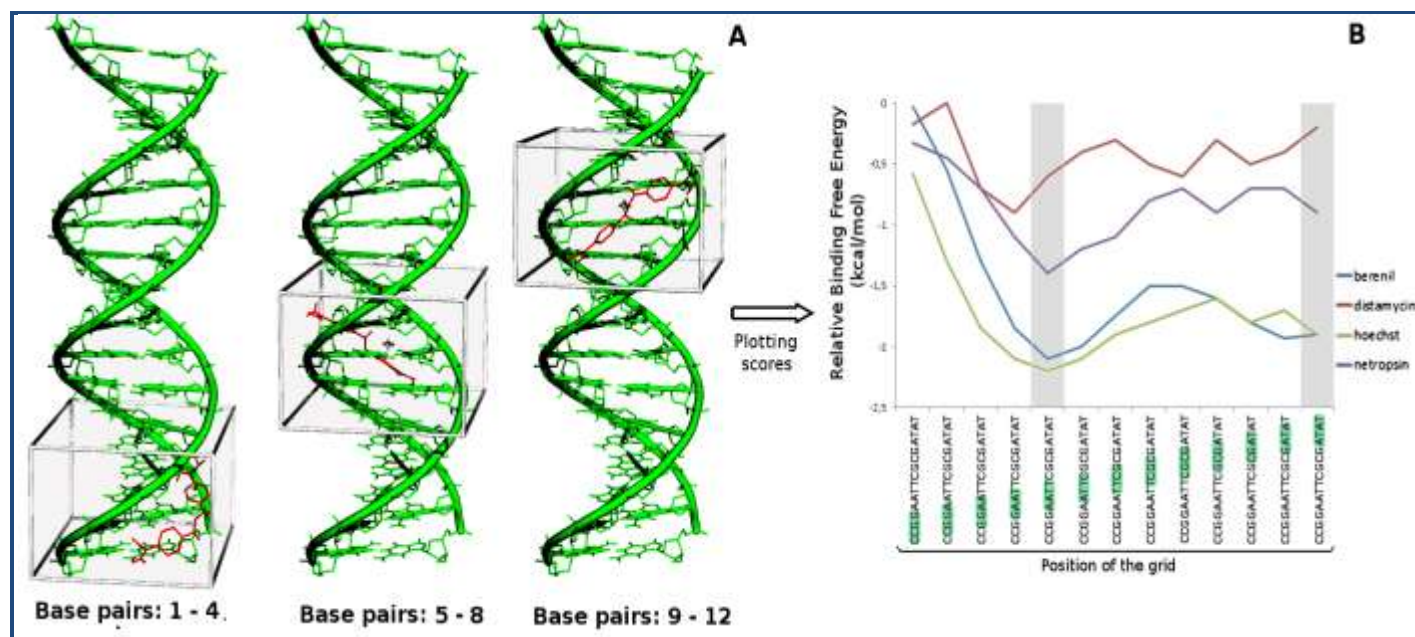 A
B
Base pairs: 1 - 4
Base pairs: 5 - 8
Base pairs: 9 - 12
Plotting
scores
Relative Binding Free Energy
(kcal/mol)
0
-0,5
-1
-1,5
-2
-2,5
berenil
distamycin
hoechst
netropsin
CCGGAATTCGCGATAT
CCGGAATTCGCGATAT
CCGGAATTCGCGATAT
CCGGAATTCGCGATAT
CCGGAATTCGCGATAT
CCGGAATTCGCGATAT
CCGGAATTCGCGATAT
CCGGAATTCGCGATAT
CCGGAATTCGCGATAT
CCGGAATTCGCGATAT
CCGGAATTCGCGATAT
CCGGAATTCGCGATAT
CCGGAATTCGCGATAT
Position of the grid